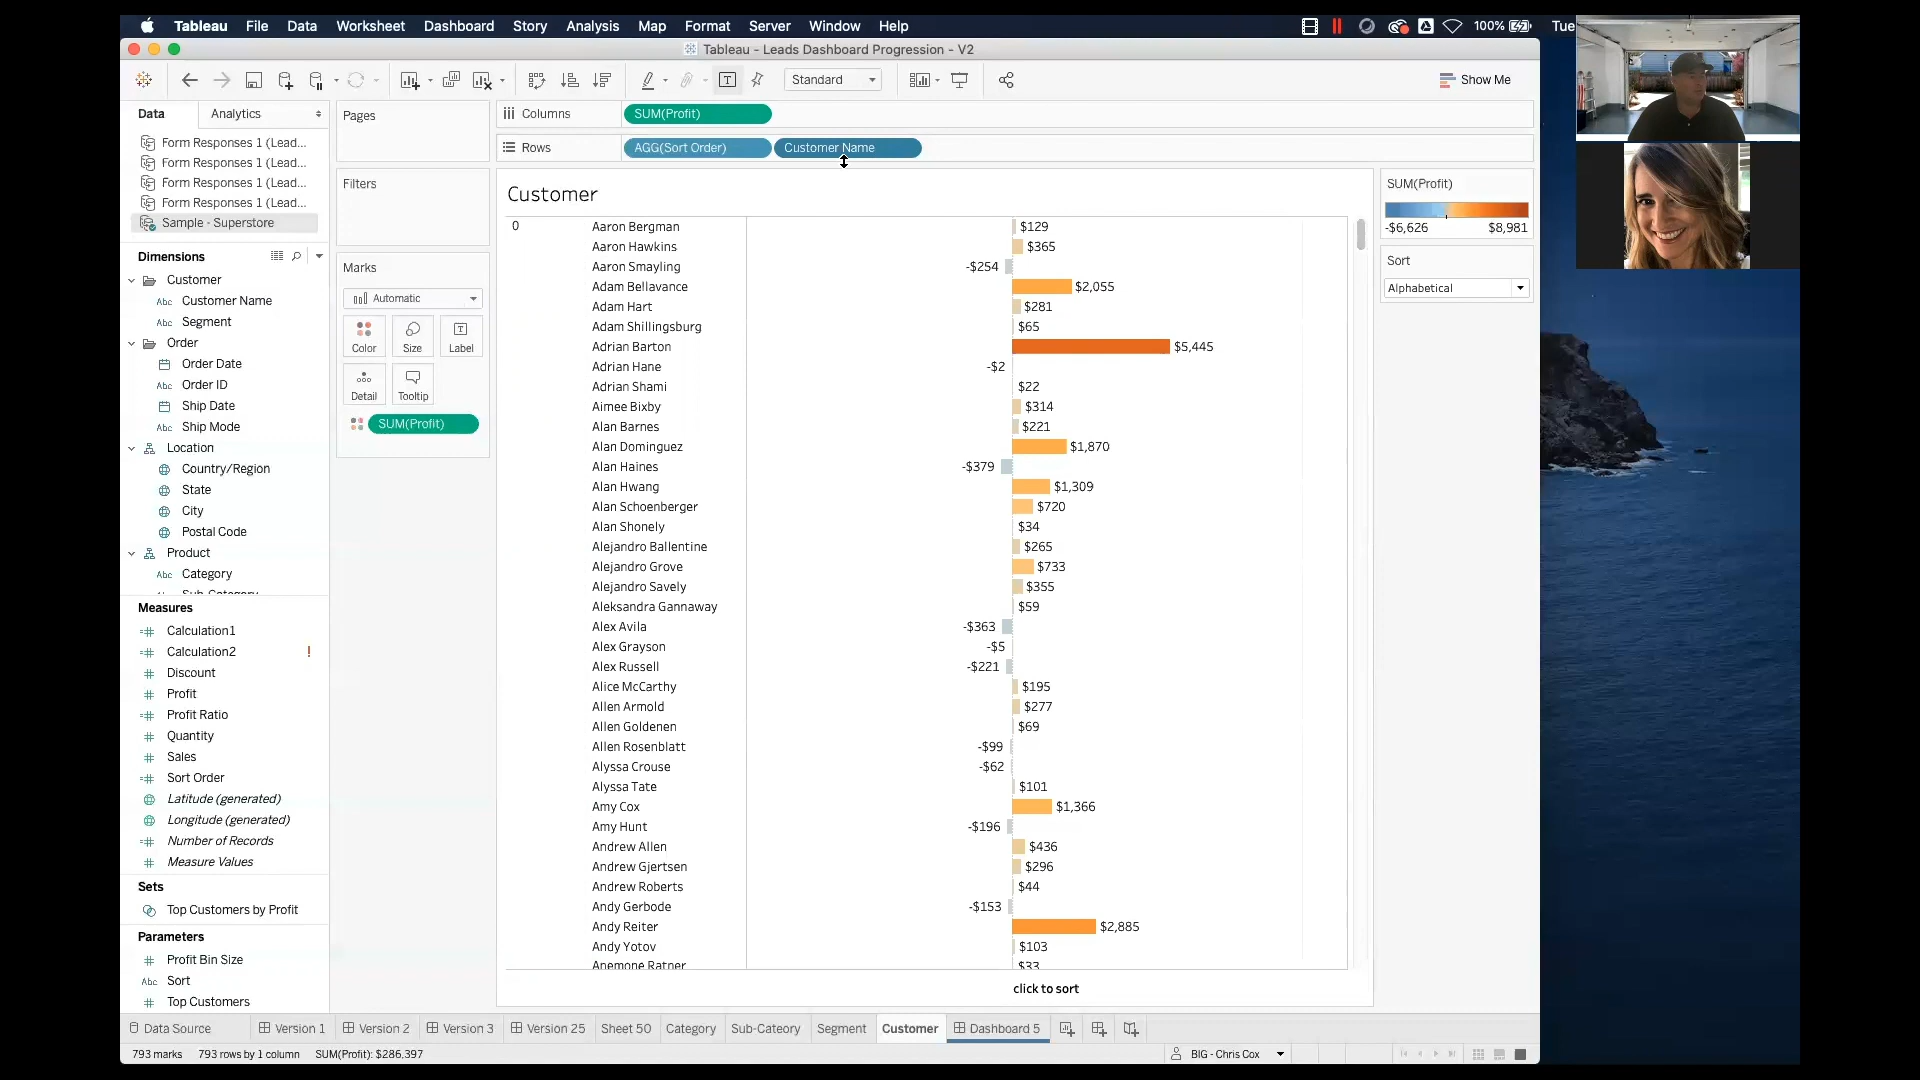 Tableau File Data Worksheet Dashboard Story Analysis Map Format Server Window Help 100% Tue
Tableau - Leads Dashboard Progression - V2
Standard Show Me
Data Analytics
Form Responses 1 (Lead...
Form Responses 1 (Lead...
Form Responses 1 (Lead...
Form Responses 1 (Lead...
Sample - Superstore
Dimensions
Customer
Abc Customer Name
Abc Segment
Order
Order Date
Abc Order ID
Ship Date
Abc Ship Mode
Location
Country/Region
State
City
Postal Code
Product
Abc Category
Sub-Category
Measures
Calculation1
Calculation2 !
Discount
Profit
Profit Ratio
Quantity
Sales
Sort Order
Latitude (generated)
Longitude (generated)
Number of Records
Measure Values
Sets
Top Customers by Profit
Parameters
Profit Bin Size
Abc Sort
Top Customers
Pages
Filters
Marks
Automatic
Color Size Label
Detail Tooltip
SUM(Profit)
Columns SUM(Profit)
Rows AGG(Sort Order) Customer Name
Customer
0 Aaron Bergman $129
Aaron Hawkins $365
Aaron Smayling -$254
Adam Bellavance $2,055
Adam Hart $281
Adam Shillingsburg $65
Adrian Barton $5,445
Adrian Hane -$2
Adrian Shami $22
Aimee Bixby $314
Alan Barnes $221
Alan Dominguez $1,870
Alan Haines -$379
Alan Hwang $1,309
Alan Schoenberger $720
Alan Shonely $34
Alejandro Ballentine $265
Alejandro Grove $733
Alejandro Savely $355
Aleksandra Gannaway $59
Alex Avila -$363
Alex Grayson -$5
Alex Russell -$221
Alice McCarthy $195
Allen Armold $277
Allen Goldenen $69
Allen Rosenblatt -$99
Alyssa Crouse -$62
Alyssa Tate $101
Amy Cox $1,366
Amy Hunt -$196
Andrew Allen $436
Andrew Gjertsen $296
Andrew Roberts $44
Andy Gerbode -$153
Andy Reiter $2,885
Andy Yotov $103
Anemone Ratner $33
click to sort
SUM(Profit)
-$6,626 $8,981
Sort
Alphabetical
Data Source Version 1 Version 2 Version 3 Version 25 Sheet 50 Category Sub-Cateory Segment Customer Dashboard 5
793 marks 793 rows by 1 column SUM(Profit): $286,397 BIG - Chris Cox